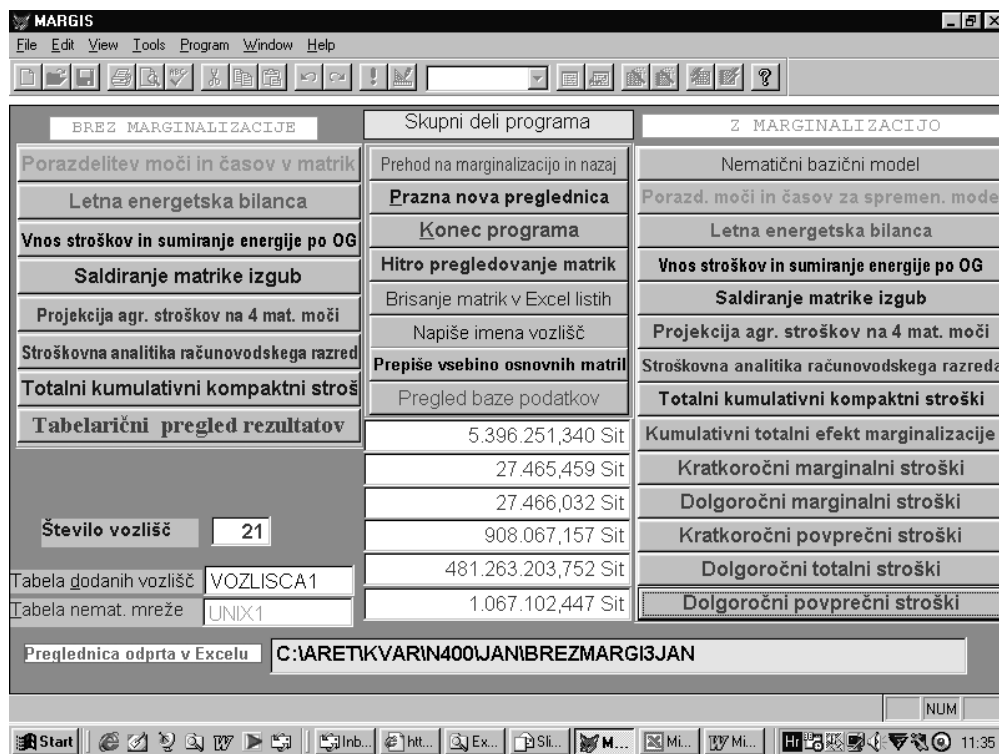 MARGIS
File Edit View Tools Program Window Help
BREZ MARGINALIZACIJE
Porazdelitev moči in časov v matrik
Letna energetska bilanca
Vnos stroškov in sumiranje energije po OG
Saldiranje matrike izgub
Projekcija agr. stroškov na 4 mat. moči
Stroškovna analitika računovodskega razred
Totalni kumulativni kompaktni stroš
Tabelarični pregled rezultatov
Število vozlišč 21
Tabela dodanih vozlišč VOZLISCA1
Tabela nemat. mreže UNIX1
Skupni deli programa
Prehod na marginalizacijo in nazaj
Prazna nova preglednica
Konec programa
Hitro pregledovanje matrik
Brisanje matrik v Excel listih
Napiše imena vozlišč
Prepiše vsebino osnovnih matril
Pregled baze podatkov
5.396.251,340 Sit
27.465,459 Sit
27.466,032 Sit
908.067,157 Sit
481.263.203,752 Sit
1.067.102,447 Sit
Z MARGINALIZACIJO
Nematični bazični model
Porazd. moči in časov za spremen. mode
Letna energetska bilanca
Vnos stroškov in sumiranje energije po OG
Saldiranje matrike izgub
Projekcija agr. stroškov na 4 mat. moči
Stroškovna analitika računovodskega razreda
Totalni kumulativni kompaktni stroški
Kumulativni totalni efekt marginalizacije
Kratkoročni marginalni stroški
Dolgoročni marginalni stroški
Kratkoročni povprečni stroški
Dolgoročni totalni stroški
Dolgoročni povprečni stroški
Preglednica odprta v Excelu C:\ARET\KVAR\N400\JAN\BREZMARGI3JAN
NUM
Start Inb... htt... Ex... Sli... M... Mi... Mi... Hr 11:35